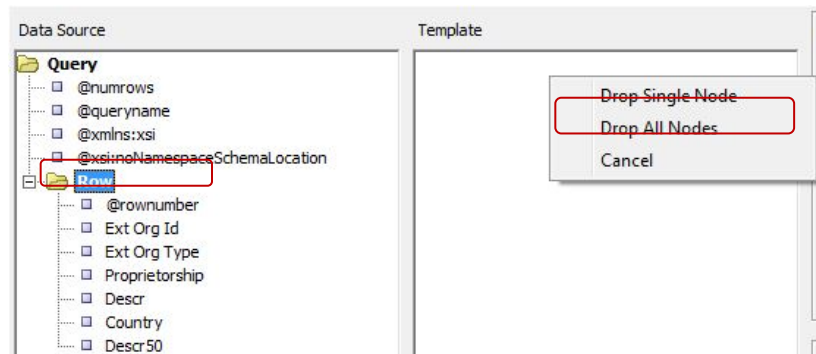 Data Source
Template
Query
@numrows
@queryname
@xmlns:xsi
@xsi:noNamespaceSchemaLocation
Row
@rownumber
Ext Org Id
Ext Org Type
Proprietorship
Descr
Country
Descr50
Drop Single Node
Drop All Nodes
Cancel